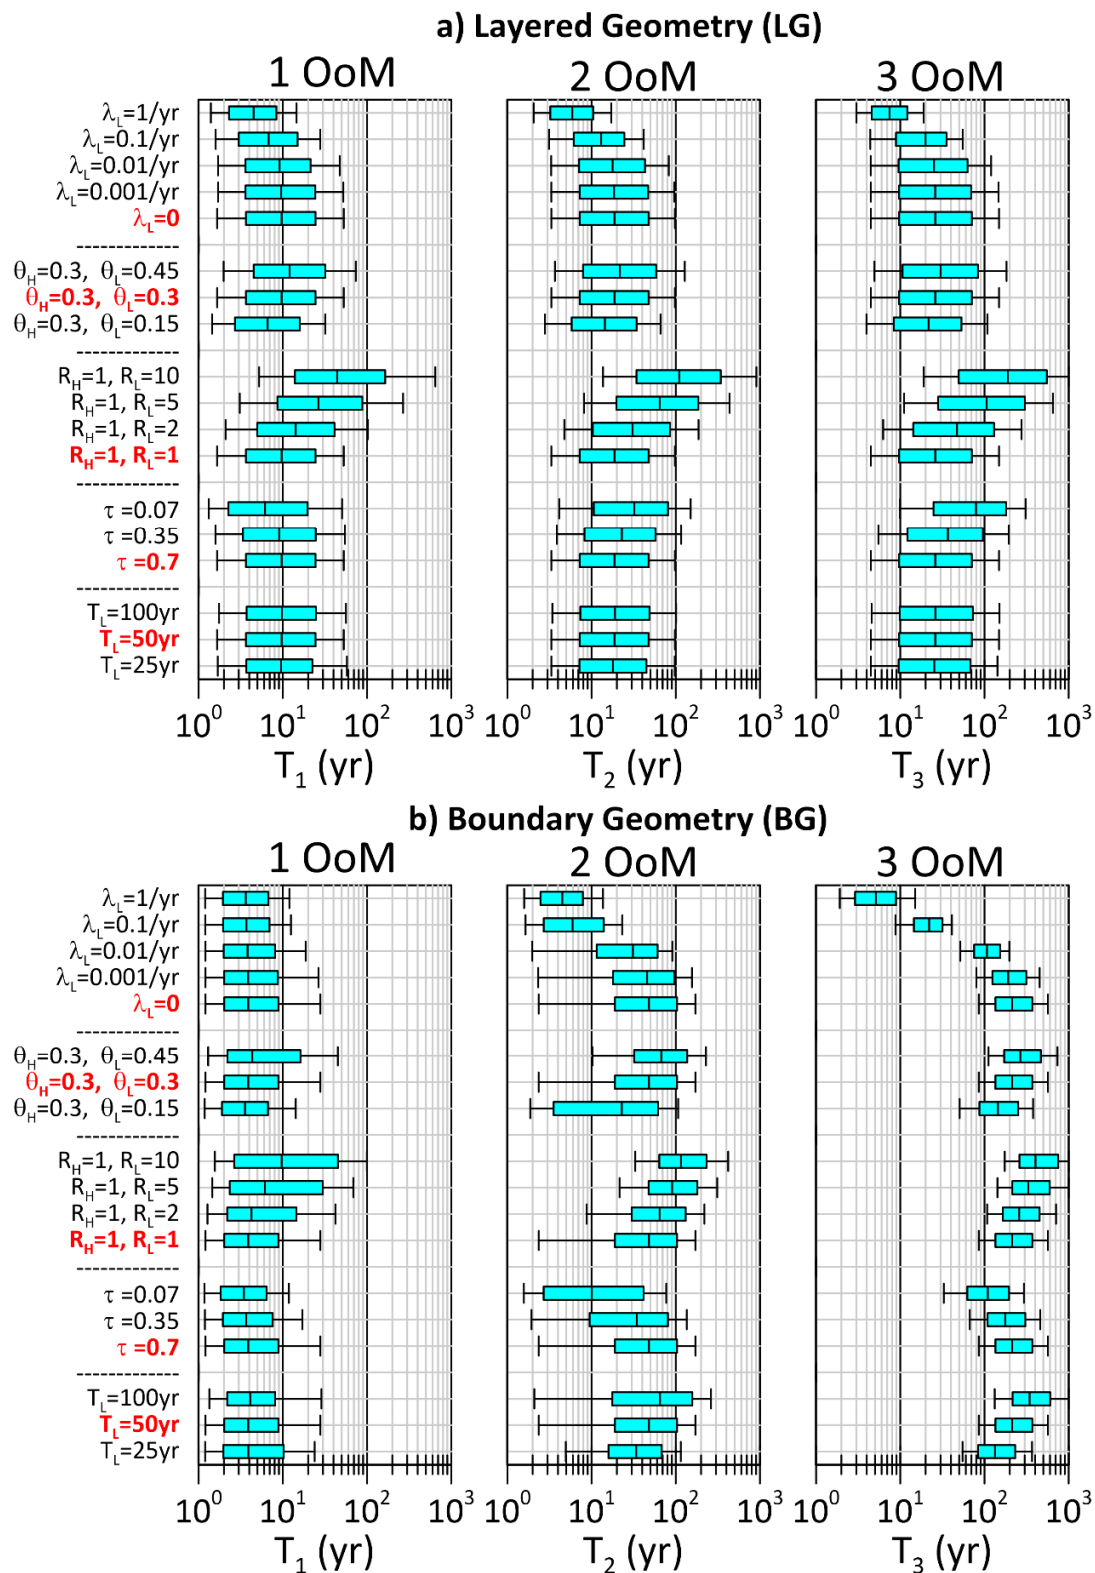 a) Layered Geometry (LG)
1 OoM 2 OoM 3 OoM
λL=1/yr
λL=0.1/yr
λL=0.01/yr
λL=0.001/yr
λL=0
-------------
θH=0.3, θL=0.45
θH=0.3, θL=0.3
θH=0.3, θL=0.15
-------------
RH=1, RL=10
RH=1, RL=5
RH=1, RL=2
RH=1, RL=1
-------------
τ =0.07
τ =0.35
τ =0.7
-------------
TL=100yr
TL=50yr
TL=25yr
10^0 10^1 10^2 10^3 10^0 10^1 10^2 10^3 10^0 10^1 10^2 10^3
T1 (yr) T2 (yr) T3 (yr)
b) Boundary Geometry (BG)
1 OoM 2 OoM 3 OoM
λL=1/yr
λL=0.1/yr
λL=0.01/yr
λL=0.001/yr
λL=0
-------------
θH=0.3, θL=0.45
θH=0.3, θL=0.3
θH=0.3, θL=0.15
-------------
RH=1, RL=10
RH=1, RL=5
RH=1, RL=2
RH=1, RL=1
-------------
τ =0.07
τ =0.35
τ =0.7
-------------
TL=100yr
TL=50yr
TL=25yr
10^0 10^1 10^2 10^3 10^0 10^1 10^2 10^3 10^0 10^1 10^2 10^3
T1 (yr) T2 (yr) T3 (yr)